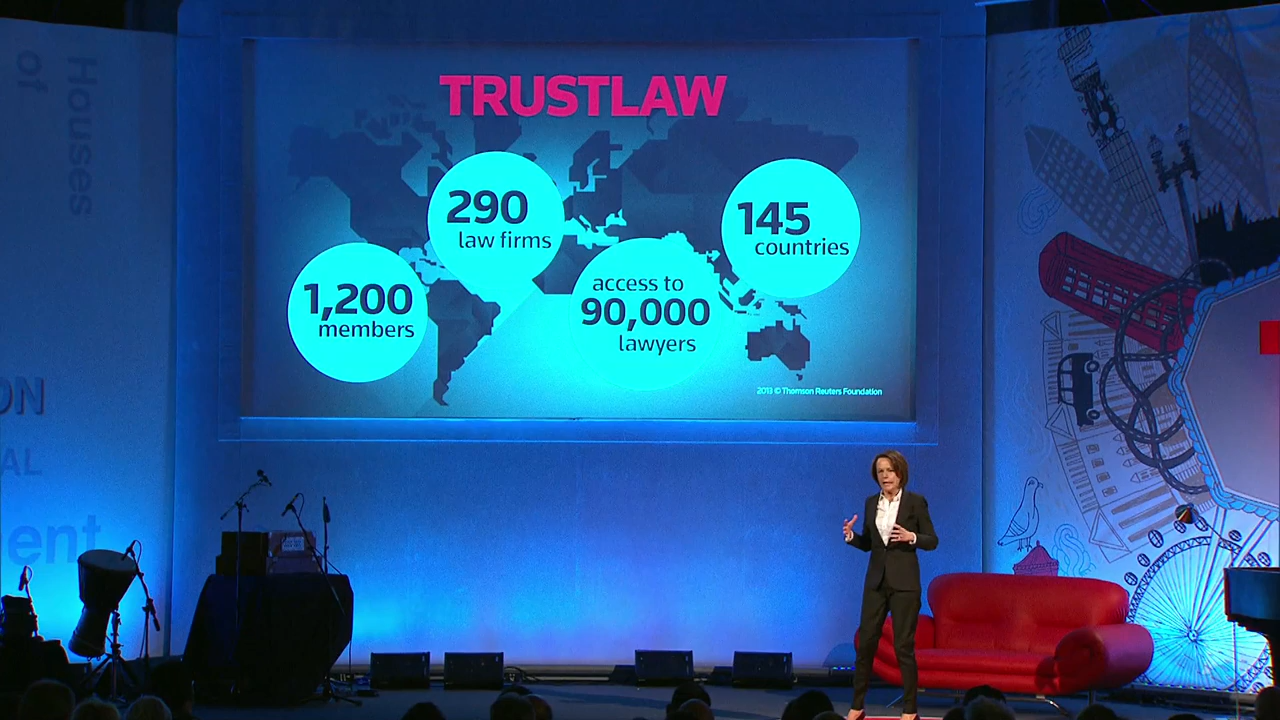 Houses
of
ON
AL
ent
TRUSTLAW
290
law firms
145
countries
1,200
members
access to
90,000
lawyers
2013 © Thomson Reuters Foundation